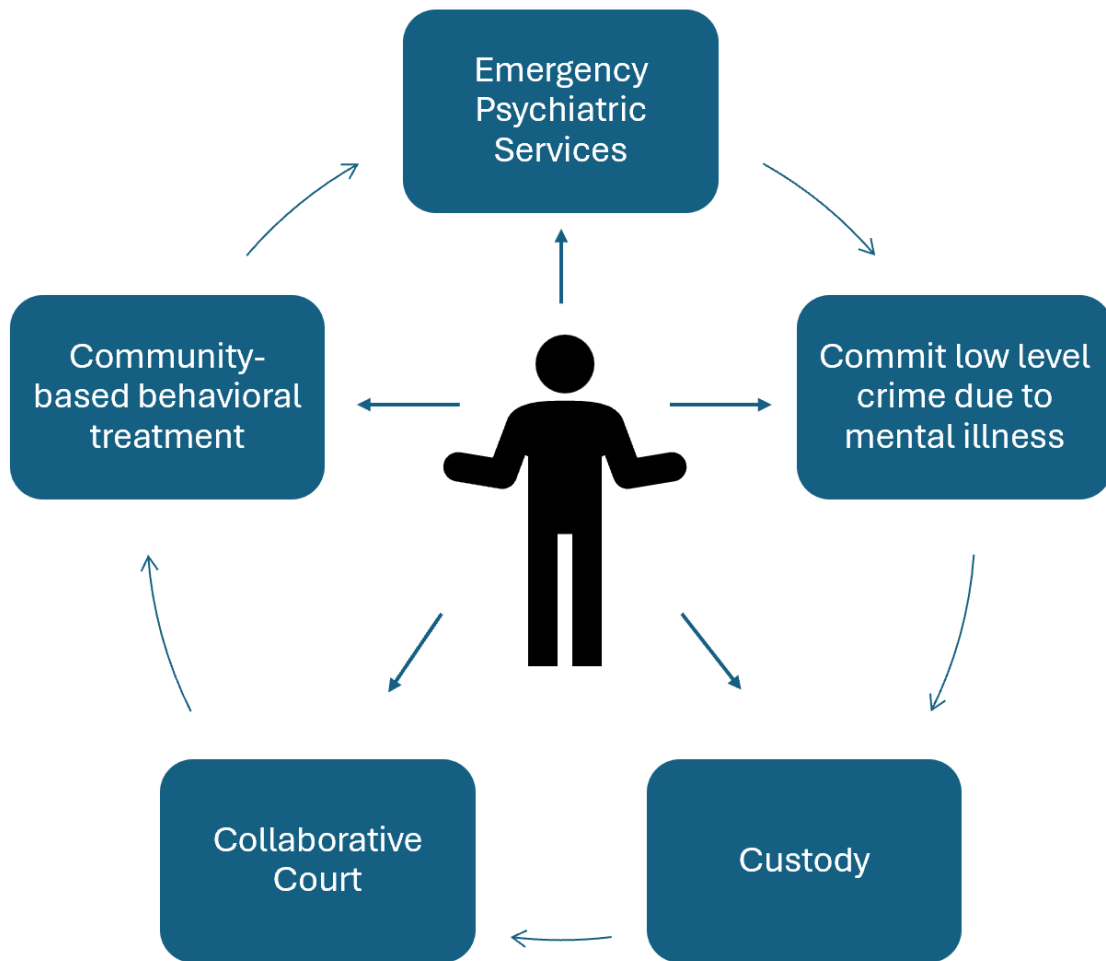 Emergency
Psychiatric
Services
Community-
based behavioral
treatment
Commit low level
crime due to
mental illness
Collaborative
Court
Custody